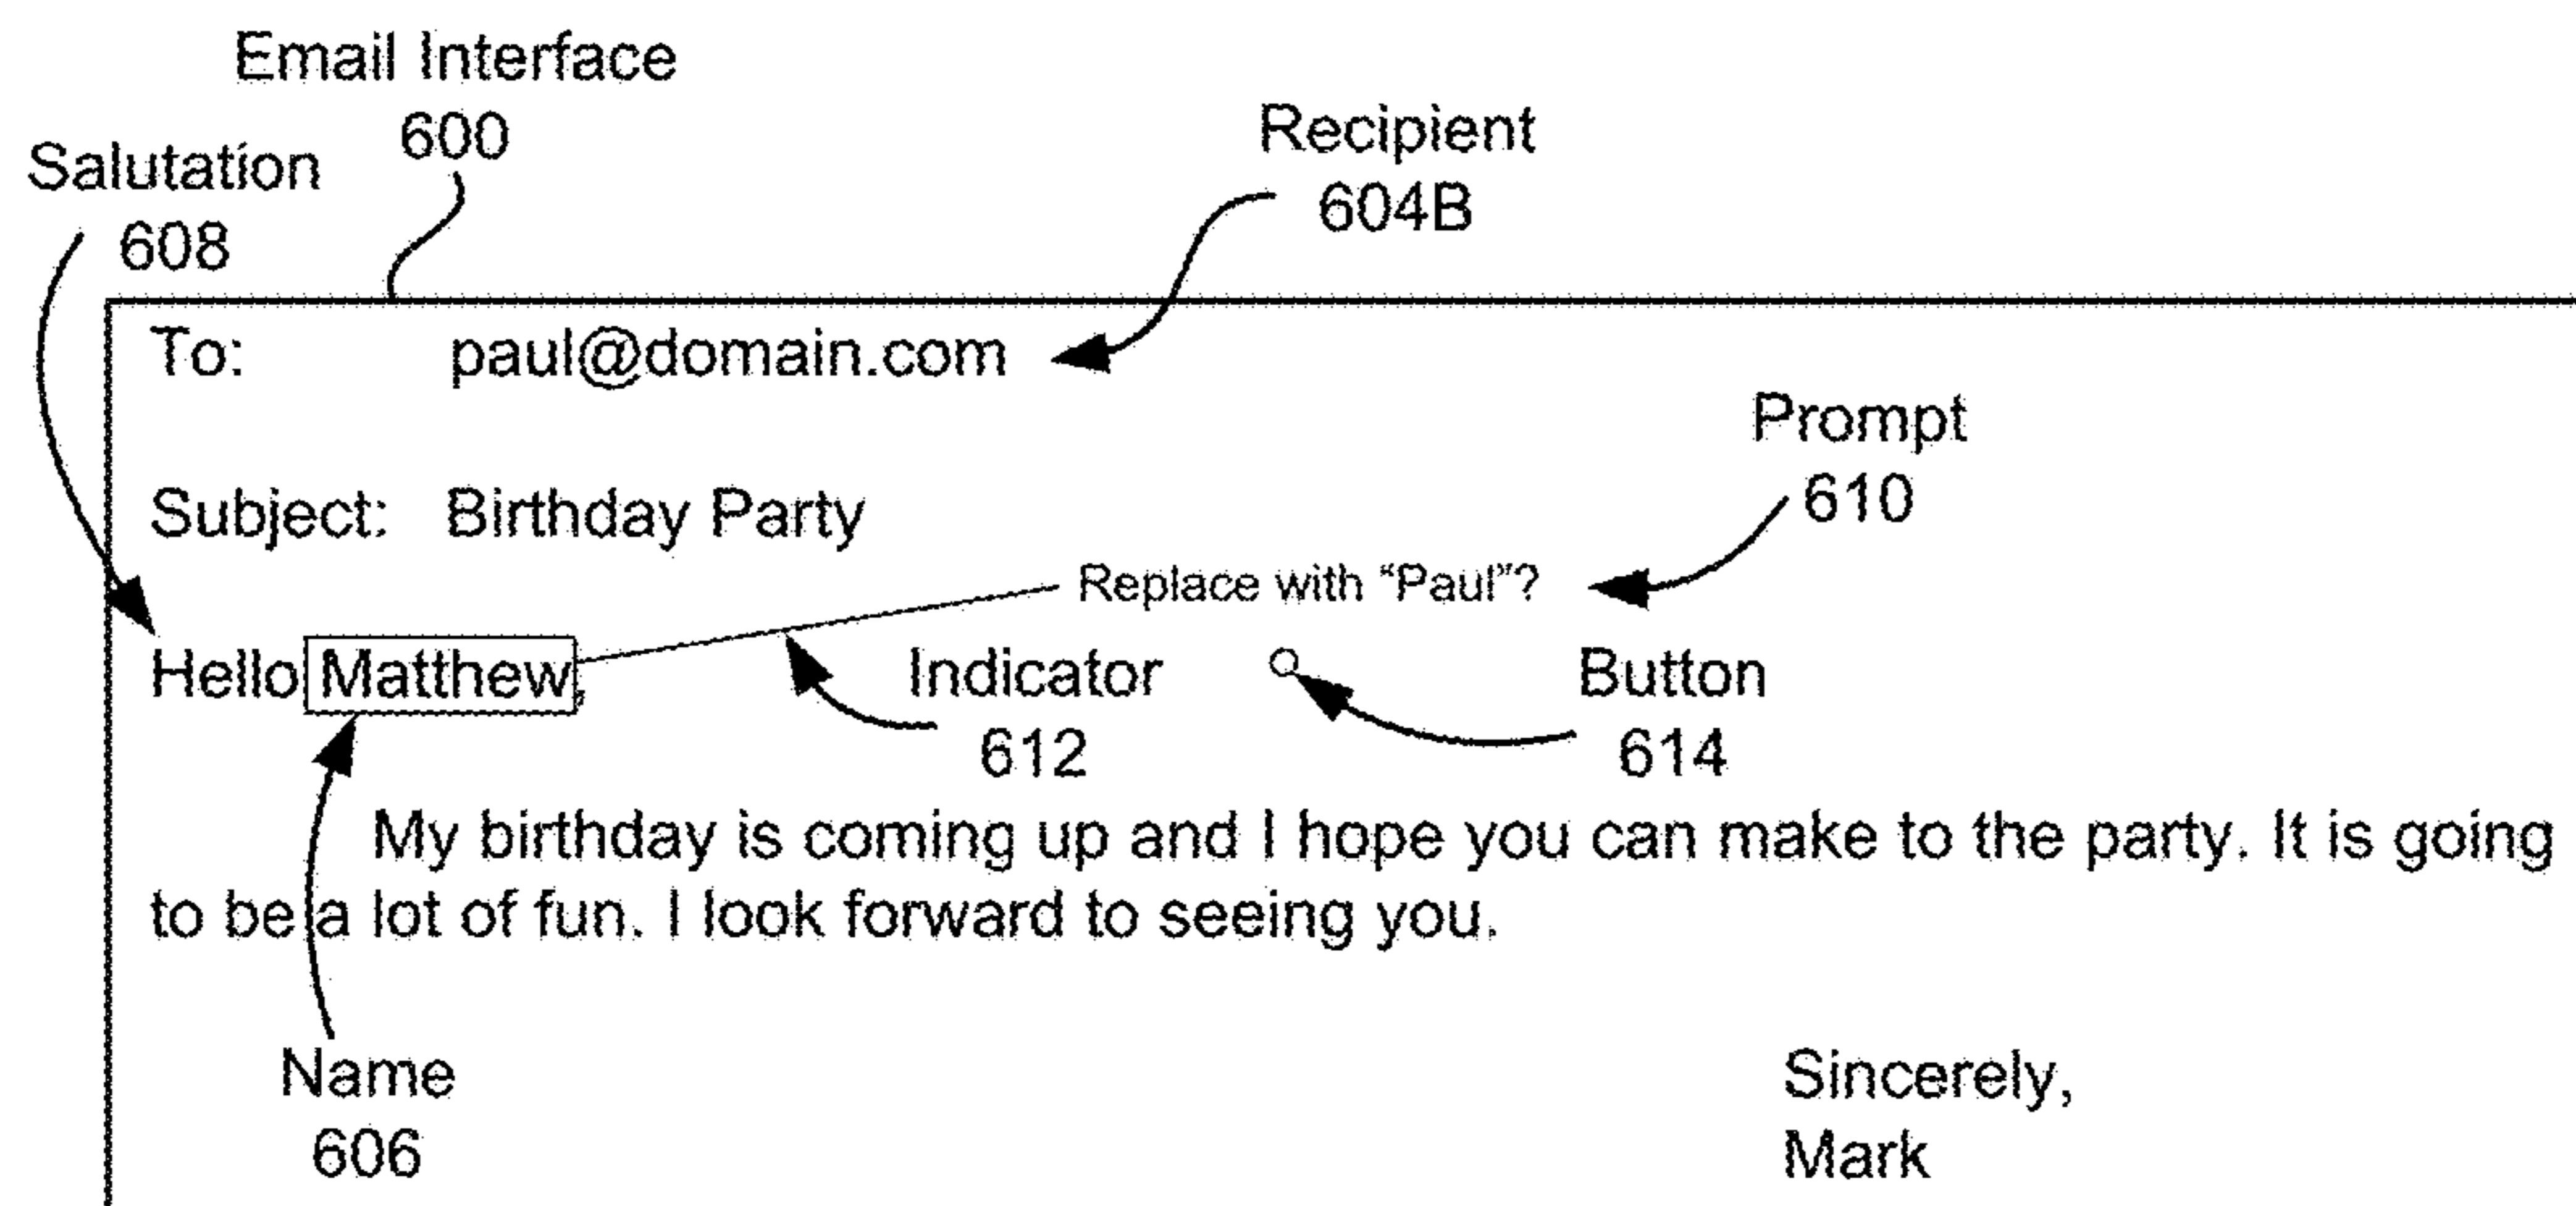 Email Interface
600
Recipient
604B
Salutation
608
To: paul@domain.com
Prompt
610
Subject: Birthday Party
Replace with “Paul”?
Hello Matthew,
Indicator
612
Button
614
My birthday is coming up and I hope you can make to the party. It is going
to be a lot of fun. I look forward to seeing you.
Name
606
Sincerely,
Mark